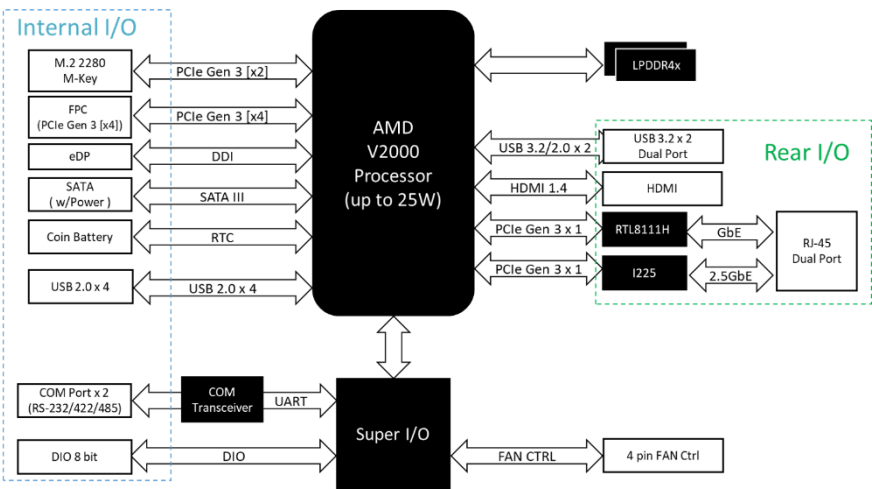 Internal I/O
M.2 2280
M-Key
PCIe Gen 3 [x2]
FPC
(PCIe Gen 3 [x4])
PCIe Gen 3 [x4]
eDP
DDI
SATA
( w/Power )
SATA III
Coin Battery
RTC
USB 2.0 x 4
USB 2.0 x 4
AMD
V2000
Processor
(up to 25W)
LPDDR4x
Rear I/O
USB 3.2/2.0 x 2
USB 3.2 x 2
Dual Port
HDMI 1.4
HDMI
PCIe Gen 3 x 1
RTL8111H
GbE
PCIe Gen 3 x 1
I225
2.5GbE
RJ-45
Dual Port
COM Port x 2
(RS-232/422/485)
COM
Transceiver
UART
Super I/O
DIO 8 bit
DIO
FAN CTRL
4 pin FAN Ctrl